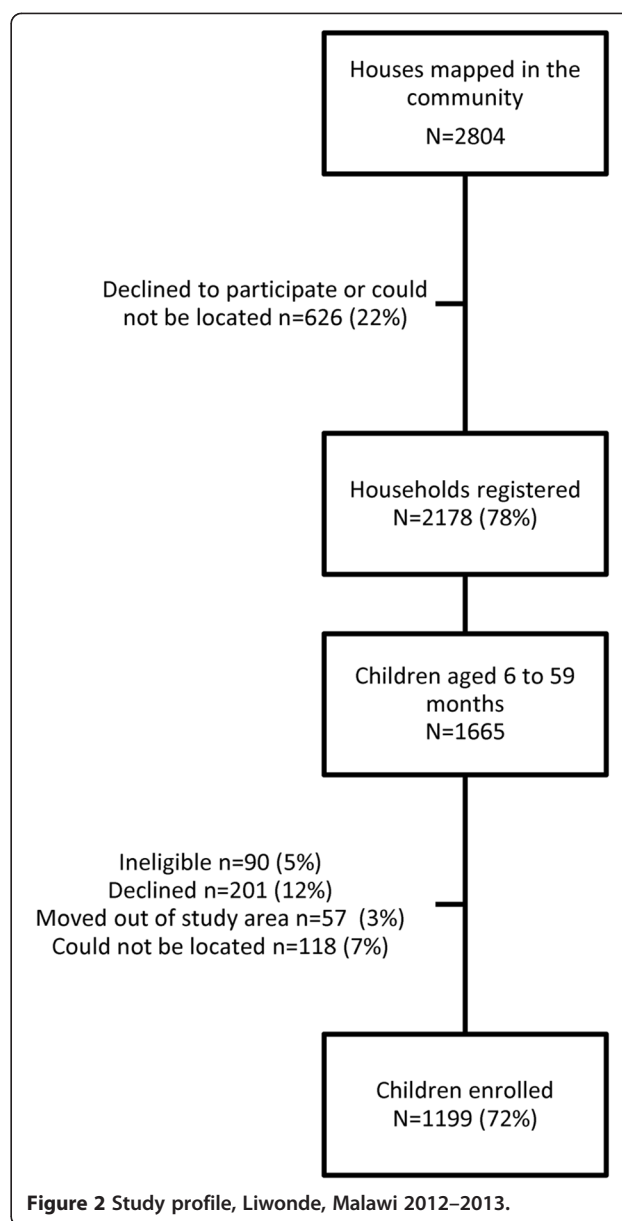 Houses mapped in the
community
N=2804
Declined to participate or could
not be located n=626 (22%)
Households registered
N=2178 (78%)
Children aged 6 to 59
months
N=1665
Ineligible n=90 (5%)
Declined n=201 (12%)
Moved out of study area n=57 (3%)
Could not be located n=118 (7%)
Children enrolled
N=1199 (72%)
Figure 2 Study profile, Liwonde, Malawi 2012–2013.